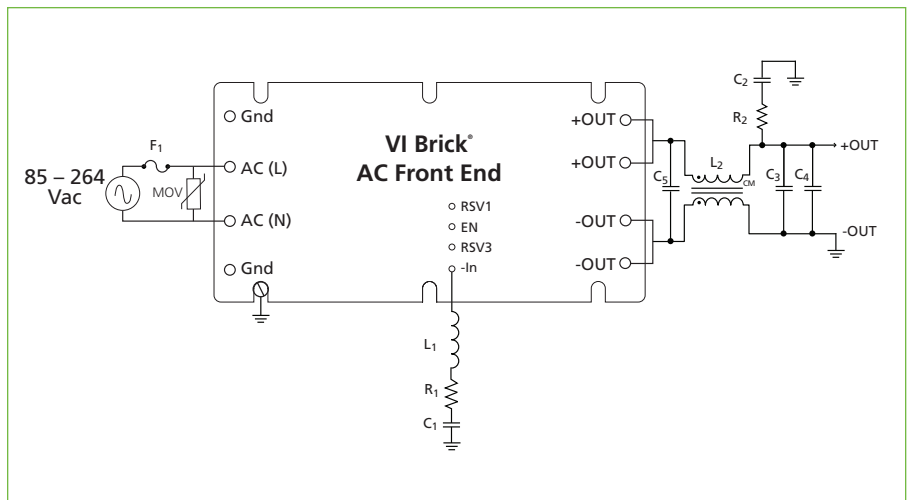 VI Brick®
AC Front End
85 – 264
Vac
F1
MOV
Gnd
AC (L)
AC (N)
Gnd
RSV1
EN
RSV3
-In
+OUT
+OUT
-OUT
-OUT
L1
R1
C1
C5
L2
CM
C2
R2
C3
C4
+OUT
-OUT